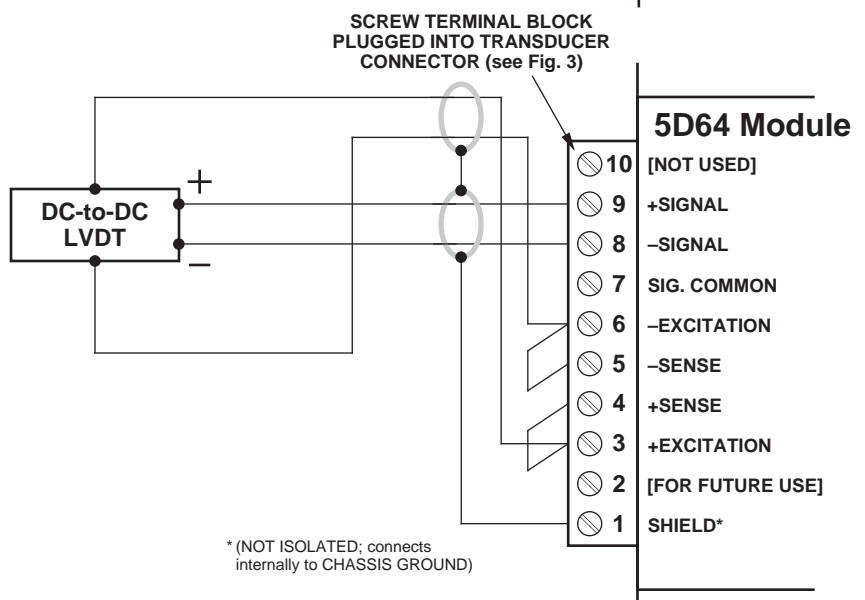 SCREW TERMINAL BLOCK
PLUGGED INTO TRANSDUCER
CONNECTOR (see Fig. 3)
5D64 Module
DC-to-DC
LVDT
+
–
10 [NOT USED]
9 +SIGNAL
8 –SIGNAL
7 SIG. COMMON
6 –EXCITATION
5 –SENSE
4 +SENSE
3 +EXCITATION
2 [FOR FUTURE USE]
1 SHIELD*
* (NOT ISOLATED; connects
internally to CHASSIS GROUND)